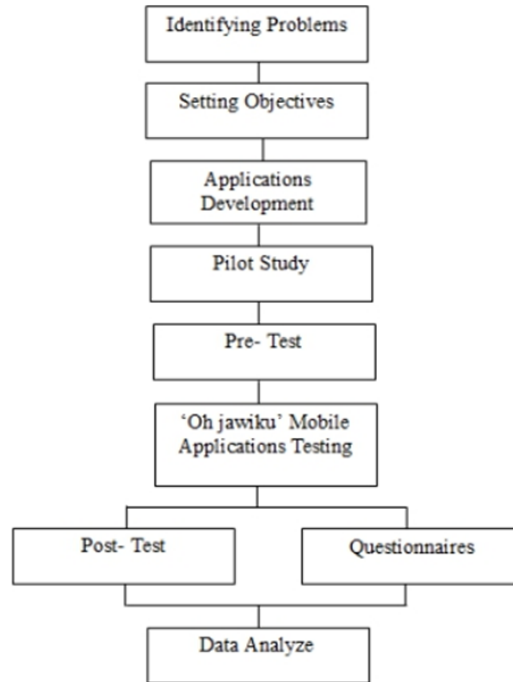 Identifying Problems
Setting Objectives
Applications
Development
Pilot Study
Pre- Test
‘Oh jawiku’ Mobile
Applications Testing
Post- Test
Questionnaires
Data Analyze